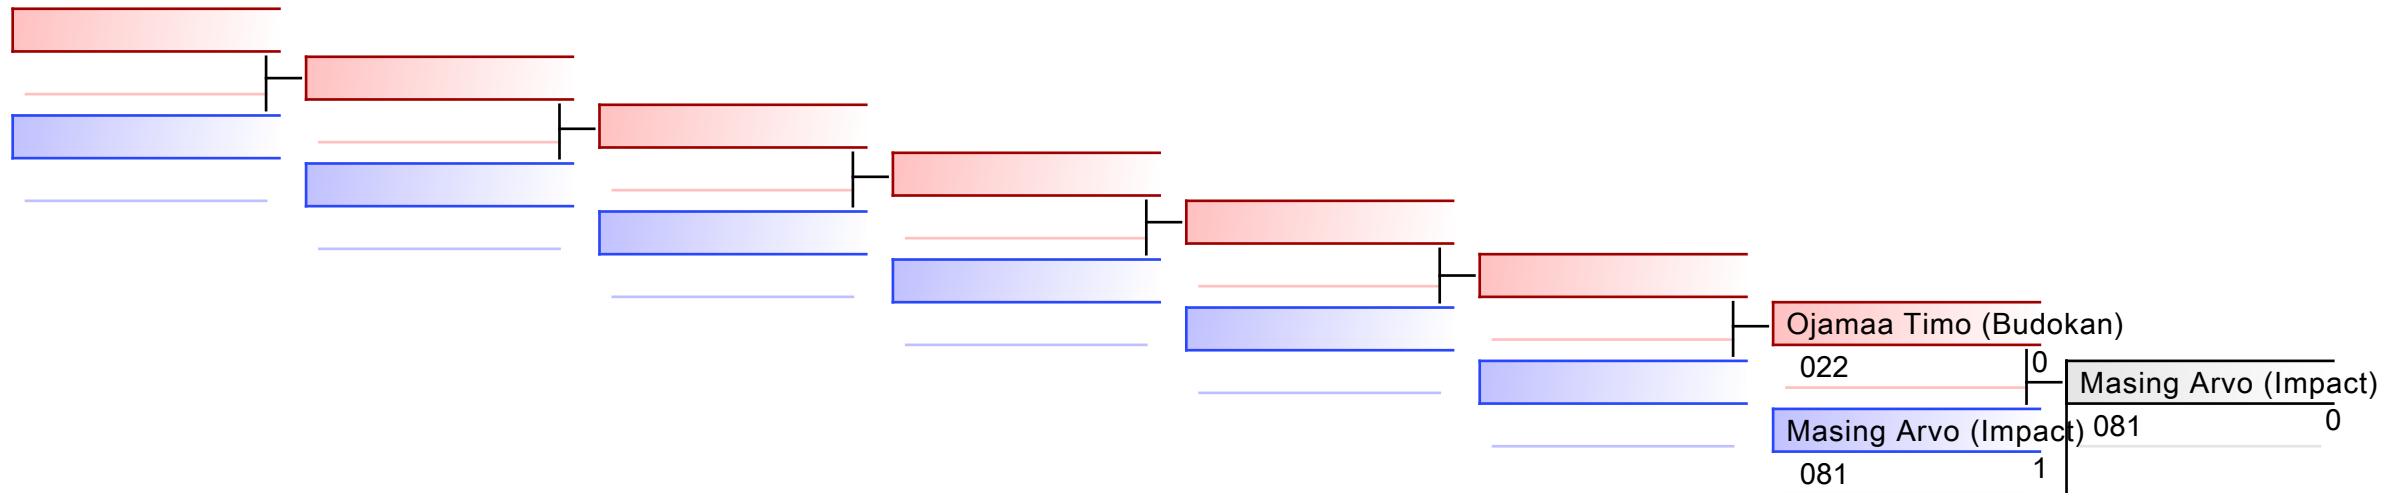 Ojamaa Timo (Budokan)
022 0
Masing Arvo (Impact)
081 0
Masing Arvo (Impact)
081 1